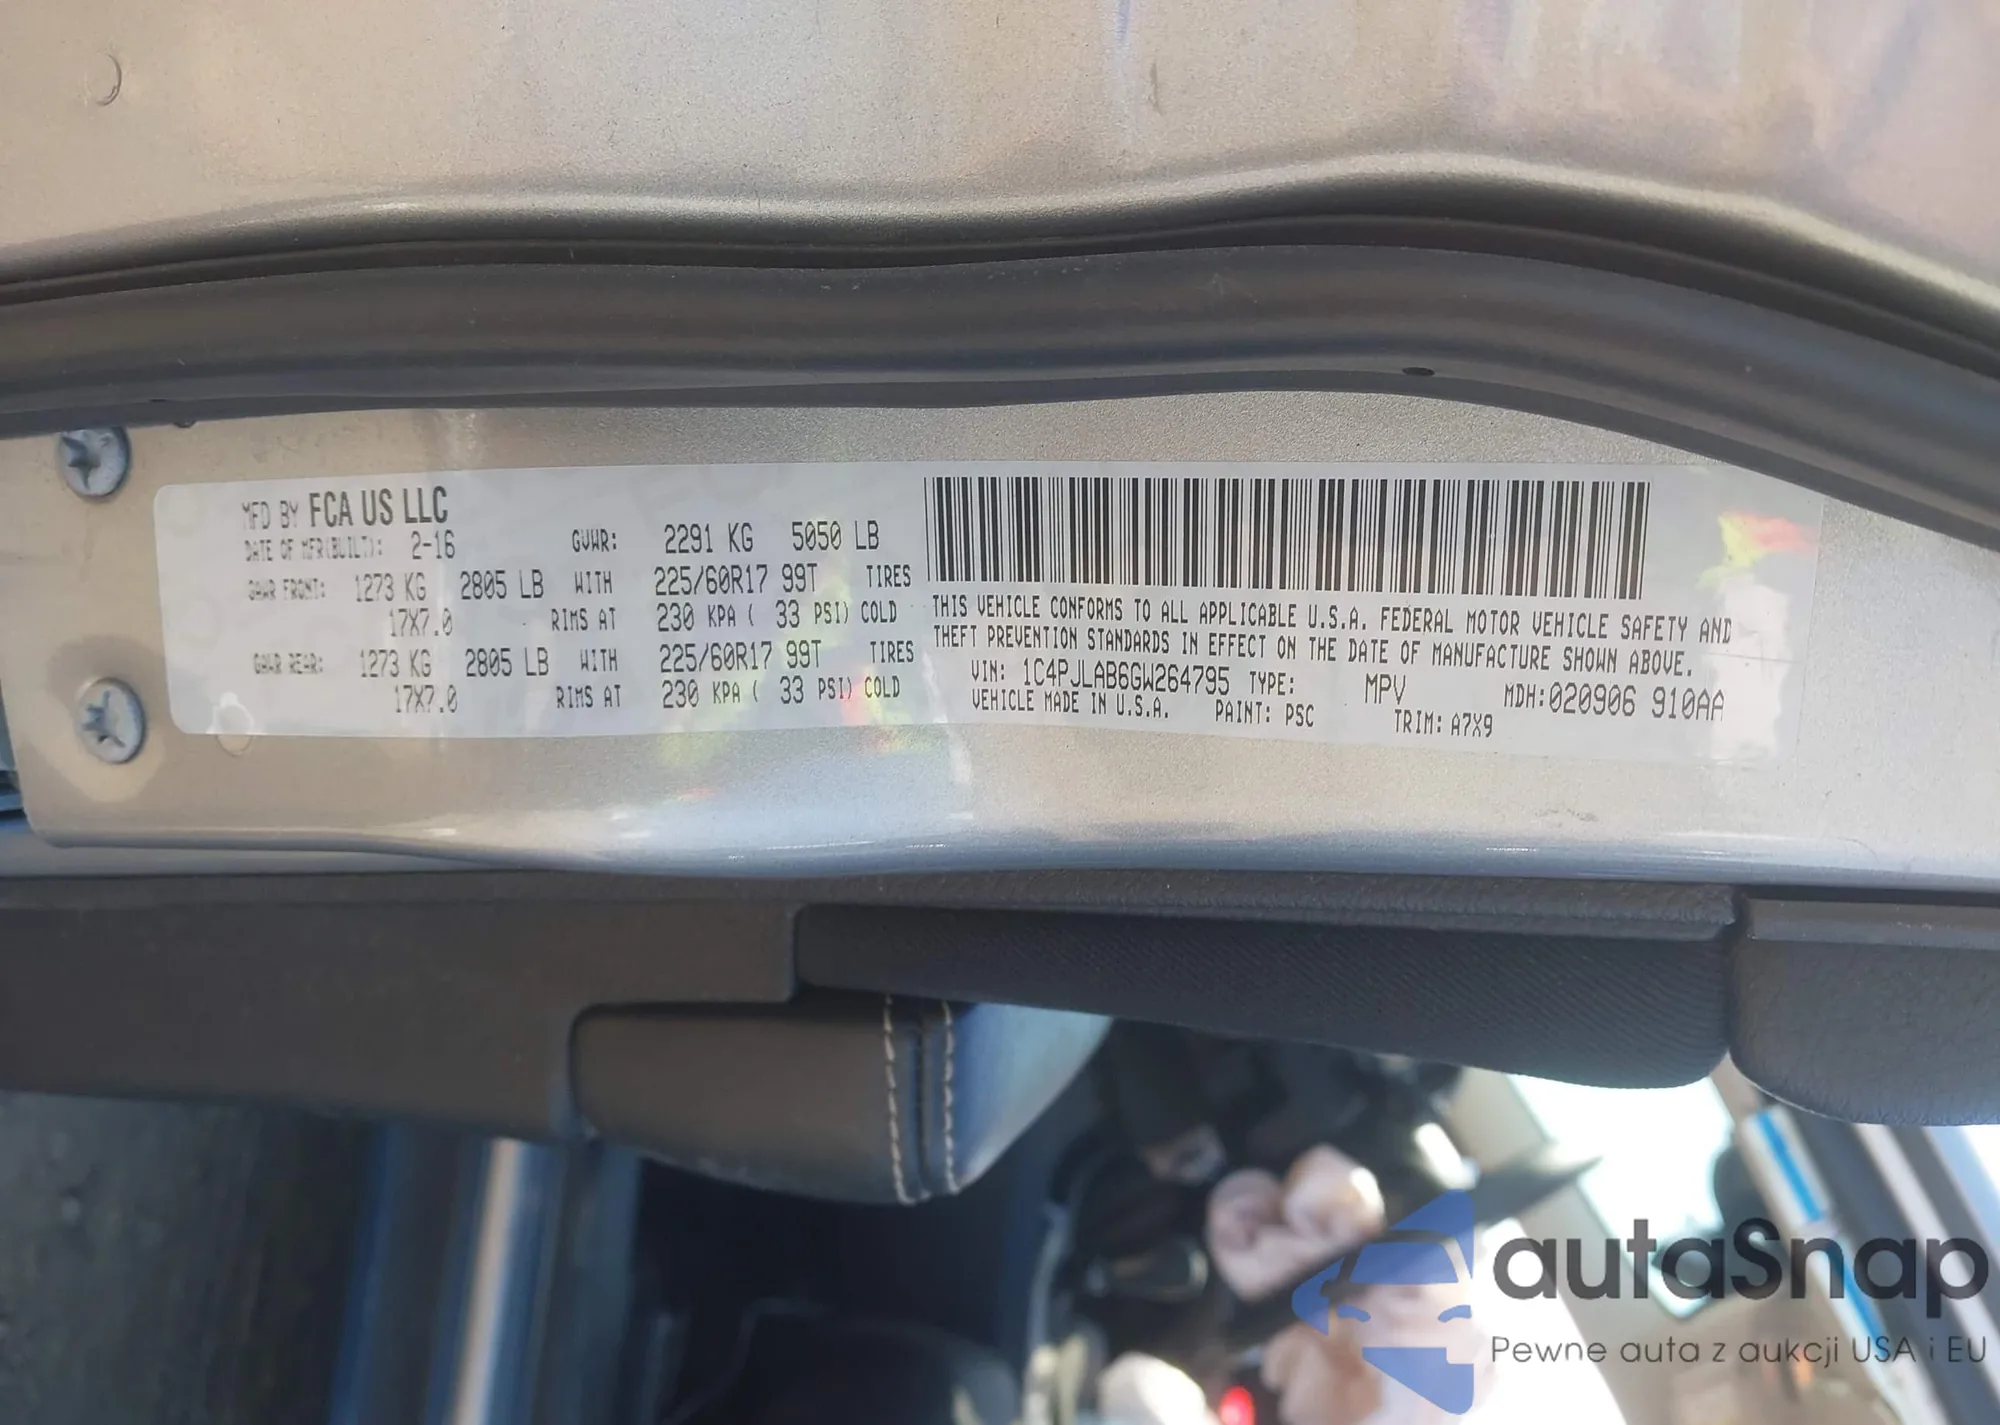 MFD BY FCA US LLC
DATE OF MFR(BUILT): 2-16 GVWR: 2291 KG 5050 LB
GAWR FRONT: 1273 KG 2805 LB WITH 225/60R17 99T TIRES
17X7.0 RIMS AT 230 KPA ( 33 PSI) COLD
GAWR REAR: 1273 KG 2805 LB WITH 225/60R17 99T TIRES
17X7.0 RIMS AT 230 KPA ( 33 PSI) COLD
THIS VEHICLE CONFORMS TO ALL APPLICABLE U.S.A. FEDERAL MOTOR VEHICLE SAFETY AND
THEFT PREVENTION STANDARDS IN EFFECT ON THE DATE OF MANUFACTURE SHOWN ABOVE.
VIN: 1C4PJLAB6GW264795 TYPE: MPV MDH:020906 910AA
VEHICLE MADE IN U.S.A. PAINT: PSC TRIM: A7X9
autaSnap
Pewne auta z aukcji USA i EU